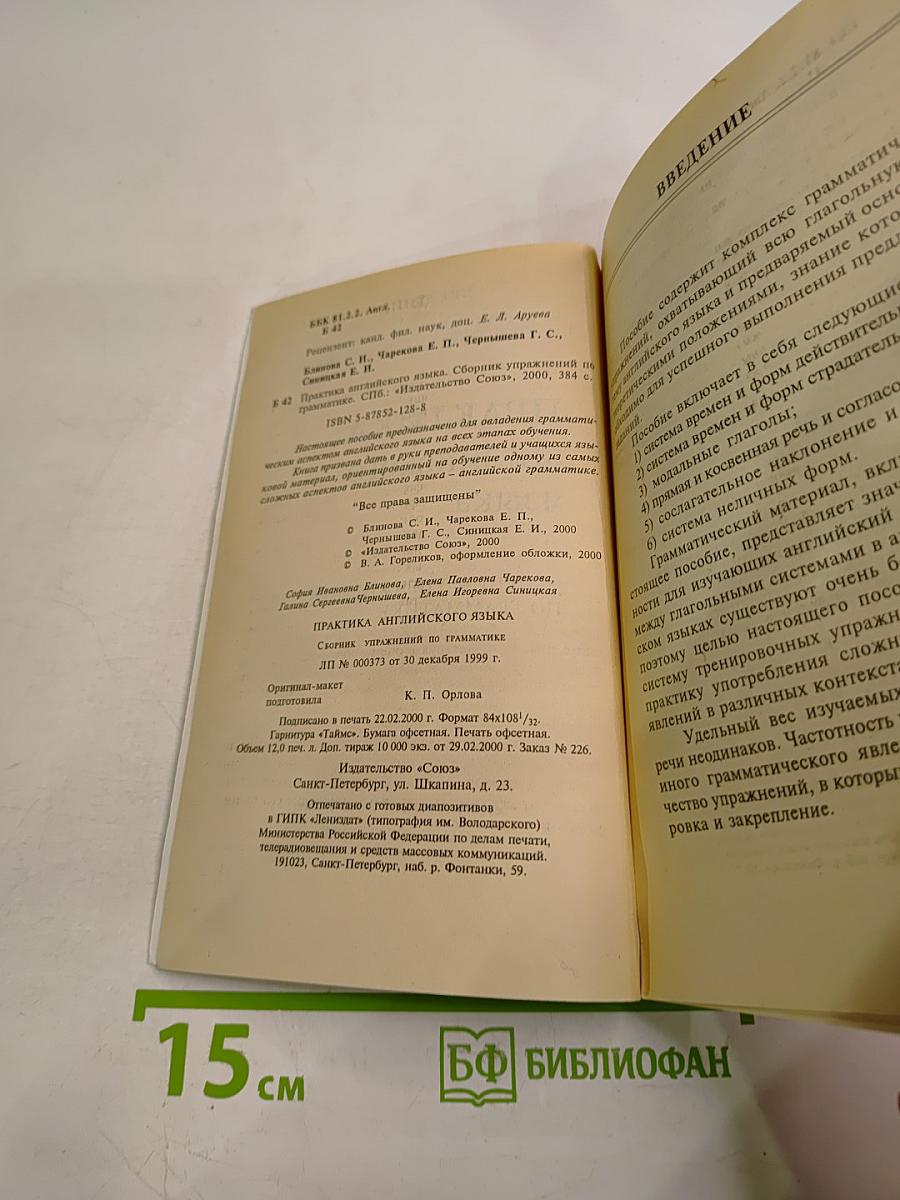 ББК 81.2.2. Англ.
Б 42
Рецензент: канд. фил. наук, доц. Е. Л. Аруева
Блинова С. И., Чарекова Е. П., Чернышева Г. С.,
Синицкая Е. И.
Б 42 Практика английского языка. Сборник упражнений по
грамматике. СПб.: «Издательство Союз», 2000, 384 с.
ISBN 5-87852-128-8
Настоящее пособие предназначено для овладения граммати-
ческим аспектом английского языка на всех этапах обучения.
Книга призвана дать в руки преподавателей и учащихся язы-
ковой материал, ориентированный на обучение одному из самых
сложных аспектов английского языка – английской грамматике.
“Все права защищены”
© Блинова С. И., Чарекова Е. П.,
Чернышева Г. С., Синицкая Е. И., 2000
© «Издательство Союз», 2000
© В. А. Гореликов, оформление обложки, 2000
София Ивановна Блинова, Елена Павловна Чарекова,
Галина Сергеевна Чернышева, Елена Игоревна Синицкая
ПРАКТИКА АНГЛИЙСКОГО ЯЗЫКА
Сборник упражнений по грамматике
ЛП № 000373 от 30 декабря 1999 г.
Оригинал-макет
подготовила К. П. Орлова
Подписано в печать 22.02.2000 г. Формат 84x108¹/₃₂.
Гарнитура «Таймс». Бумага офсетная. Печать офсетная.
Объем 12,0 печ. л. Доп. тираж 10 000 экз. от 29.02.2000 г. Заказ № 226.
Издательство «Союз»
Санкт-Петербург, ул. Шкапина, д. 23.
Отпечатано с готовых диапозитивов
в ГИПК «Лениздат» (типография им. Володарского)
Министерства Российской Федерации по делам печати,
телерадиовещания и средств массовых коммуникаций.
191023, Санкт-Петербург, наб. р. Фонтанки, 59.
ВВЕДЕНИЕ
Пособие содержит комплекс грамматич
ражнений, охватывающий всю глагольную
му английского языка и предваряемый осно
оретическими положениями, знание кото
бходимо для успешного выполнения пред
даний.
Пособие включает в себя следующие
1) система времен и форм действитель
2) система времен и форм страдатель
3) модальные глаголы;
4) прямая и косвенная речь и согласо
5) сослагательное наклонение и
6) система неличных форм.
Грамматический материал, вкл
стоящее пособие, представляет знач
ности для изучающих английский
между глагольными системами в а
ском языках существуют очень б
поэтому целью настоящего посо
систему тренировочных упражн
практику употребления сложн
явлений в различных контекста
Удельный вес изучаемых
речи неодинаков. Частотность
иного грамматического явле
чество упражнений, в которы
ровка и закрепление.
15 см
БФ БИБЛИОФАН